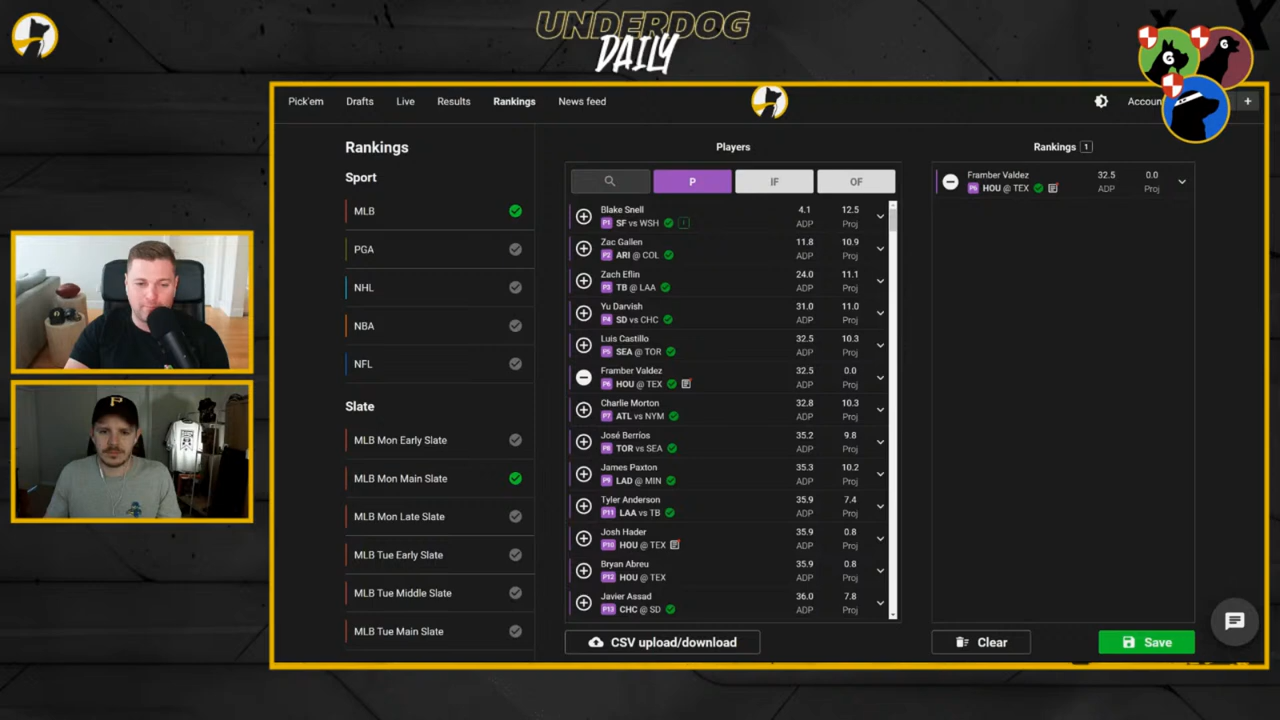 UNDERDOG
DAILY
G
G
Pick'em
Drafts
Live
Results
Rankings
News feed
Accoun
+
Rankings
Sport
MLB
PGA
NHL
NBA
NFL
Slate
MLB Mon Early Slate
MLB Mon Main Slate
MLB Mon Late Slate
MLB Tue Early Slate
MLB Tue Middle Slate
MLB Tue Main Slate
Players
P
IF
OF
Blake Snell 4.1 12.5
P1 SF vs WSH ADP Proj
Zac Gallen 11.8 10.9
P2 ARI @ COL ADP Proj
Zach Eflin 24.0 11.1
P3 TB @ LAA ADP Proj
Yu Darvish 31.0 11.0
P4 SD vs CHC ADP Proj
Luis Castillo 32.5 10.3
P5 SEA @ TOR ADP Proj
Framber Valdez 32.5 0.0
P6 HOU @ TEX ADP Proj
Charlie Morton 32.8 10.3
P7 ATL vs NYM ADP Proj
José Berríos 35.2 9.8
P8 TOR vs SEA ADP Proj
James Paxton 35.3 10.2
P9 LAD @ MIN ADP Proj
Tyler Anderson 35.9 7.4
P11 LAA vs TB ADP Proj
Josh Hader 35.9 0.8
P10 HOU @ TEX ADP Proj
Bryan Abreu 35.9 0.8
P12 HOU @ TEX ADP Proj
Javier Assad 36.0 7.8
P13 CHC @ SD ADP Proj
CSV upload/download
Rankings 1
Framber Valdez 32.5 0.0
P6 HOU @ TEX ADP Proj
Clear
Save
P